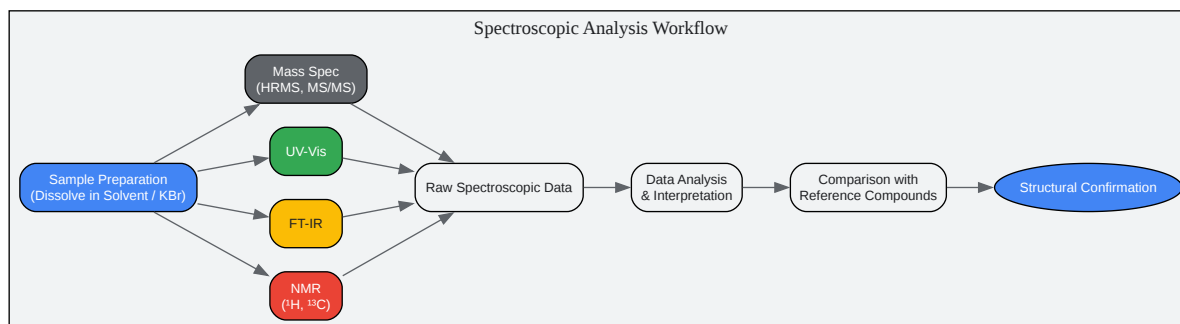 Spectroscopic Analysis Workflow
Mass Spec
(HRMS, MS/MS)
UV-Vis
Sample Preparation
(Dissolve in Solvent / KBr)
FT-IR
NMR
(¹H, ¹³C)
Raw Spectroscopic Data
Data Analysis
& Interpretation
Comparison with
Reference Compounds
Structural Confirmation